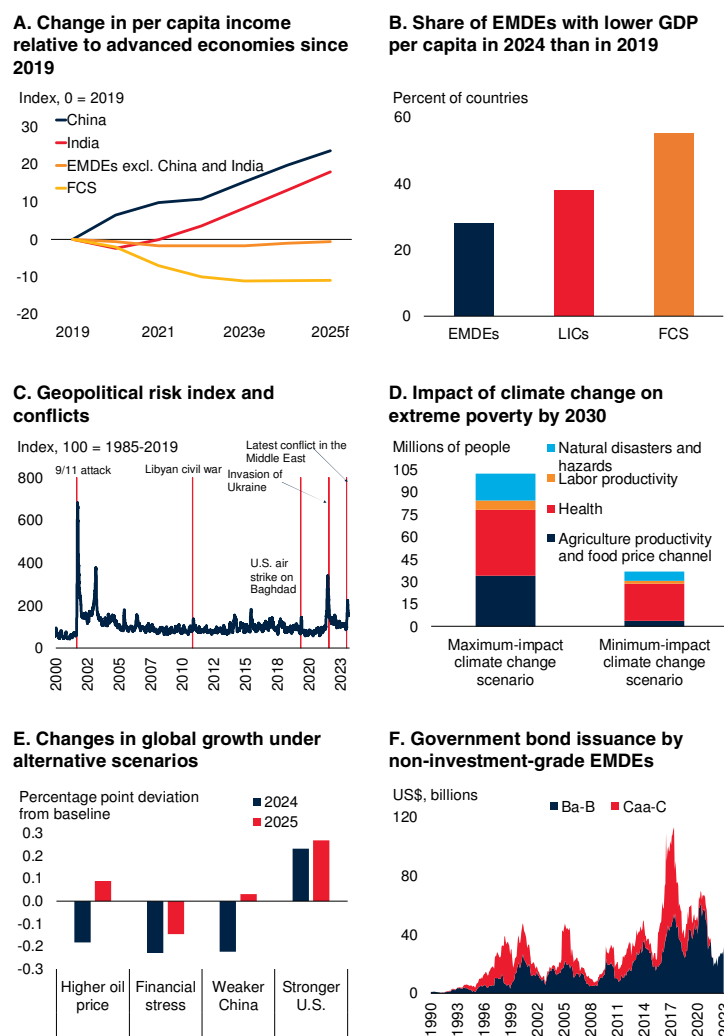 A. Change in per capita income
relative to advanced economies since
2019
Index, 0 = 2019
30
20
10
0
-10
-20
China
India
EMDEs excl. China and India
FCS
2019
2021
2023e
2025f
B. Share of EMDEs with lower GDP
per capita in 2024 than in 2019
Percent of countries
60
40
20
0
EMDEs
LICs
FCS
C. Geopolitical risk index and
conflicts
Index, 100 = 1985-2019
800
600
400
200
0
9/11 attack
Libyan civil war
Latest conflict in the
Middle East
Invasion of
Ukraine
U.S. air
strike on
Baghdad
2000
2002
2005
2007
2010
2012
2015
2018
2020
2023
D. Impact of climate change on
extreme poverty by 2030
Millions of people
105
90
75
60
45
30
15
0
Natural disasters and
hazards
Labor productivity
Health
Agriculture productivity
and food price channel
Maximum-impact
climate change
scenario
Minimum-impact
climate change
scenario
E. Changes in global growth under
alternative scenarios
Percentage point deviation
from baseline
0.3
0.2
0.1
0.0
-0.1
-0.2
-0.3
2024
2025
Higher oil
price
Financial
stress
Weaker
China
Stronger
U.S.
F. Government bond issuance by
non-investment-grade EMDEs
US$, billions
120
80
40
0
Ba-B
Caa-C
1990
1993
1996
1999
2002
2005
2008
2011
2014
2017
2020